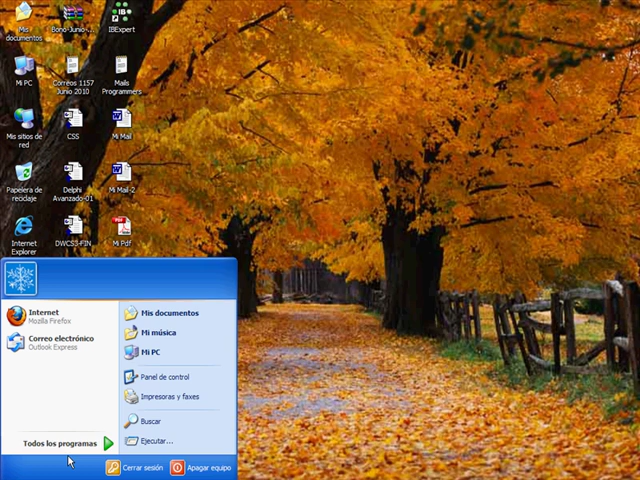 Mis
documentos
Bono-Junio-...
IBExpert
Mi PC
Correos 1157
Junio 2010
Mails
Programmers
Mis sitios de
red
CSS
Mi Mail
Papelera de
reciclaje
Delphi
Avanzado-01
Mi Mail-2
Internet
Explorer
DWCS3-FIN
Mi Pdf
Internet
Mozilla Firefox
Correo electrónico
Outlook Express
Todos los programas
Mis documentos
Mi música
Mi PC
Panel de control
Impresoras y faxes
Buscar
Ejecutar...
Cerrar sesión
Apagar equipo